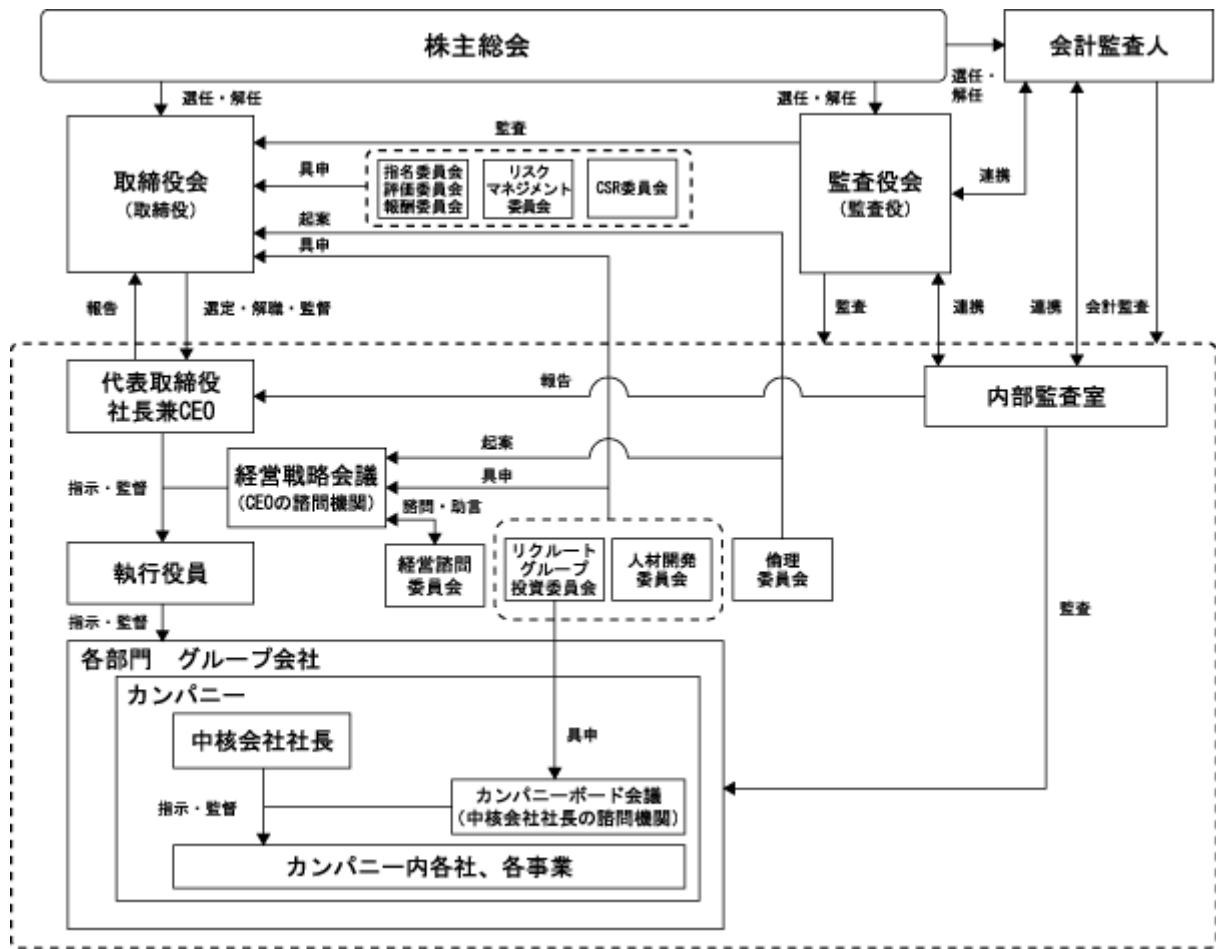 株主総会
会計監査人
選任・解任
選任・解任
選任・
解任
監査
取締役会
(取締役)
具申
指名委員会
評価委員会
報酬委員会
リスク
マネジメント
委員会
CSR委員会
監査役会
(監査役)
連携
起案
具申
報告
選定・解職・監督
監査
連携
連携
会計監査
代表取締役
社長兼CEO
報告
内部監査室
起案
経営戦略会議
(CEOの諮問機関)
具申
指示・監督
諮問・助言
執行役員
経営諮問
委員会
リクルート
グループ
投資委員会
人材開発
委員会
倫理
委員会
監査
指示・監督
各部門　グループ会社
カンパニー
中核会社社長
具申
指示・監督
カンパニーボード会議
(中核会社社長の諮問機関)
カンパニー内各社、各事業